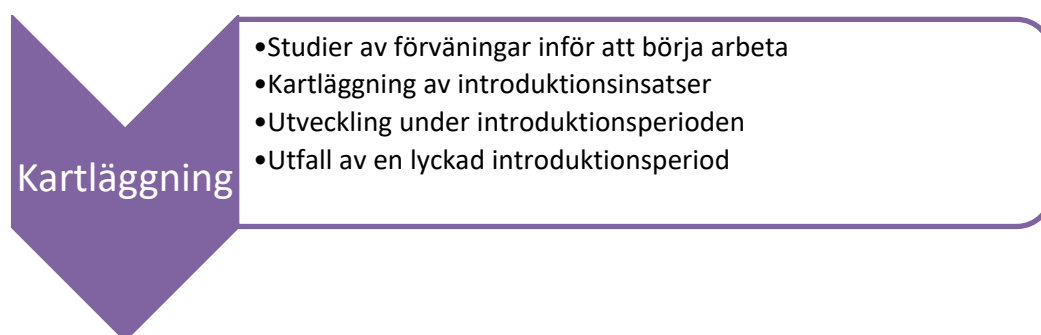 •Studier av förväningar inför att börja arbeta
•Kartläggning av introduktionsinsatser
•Utveckling under introduktionsperioden
•Utfall av en lyckad introduktionsperiod
Kartläggning